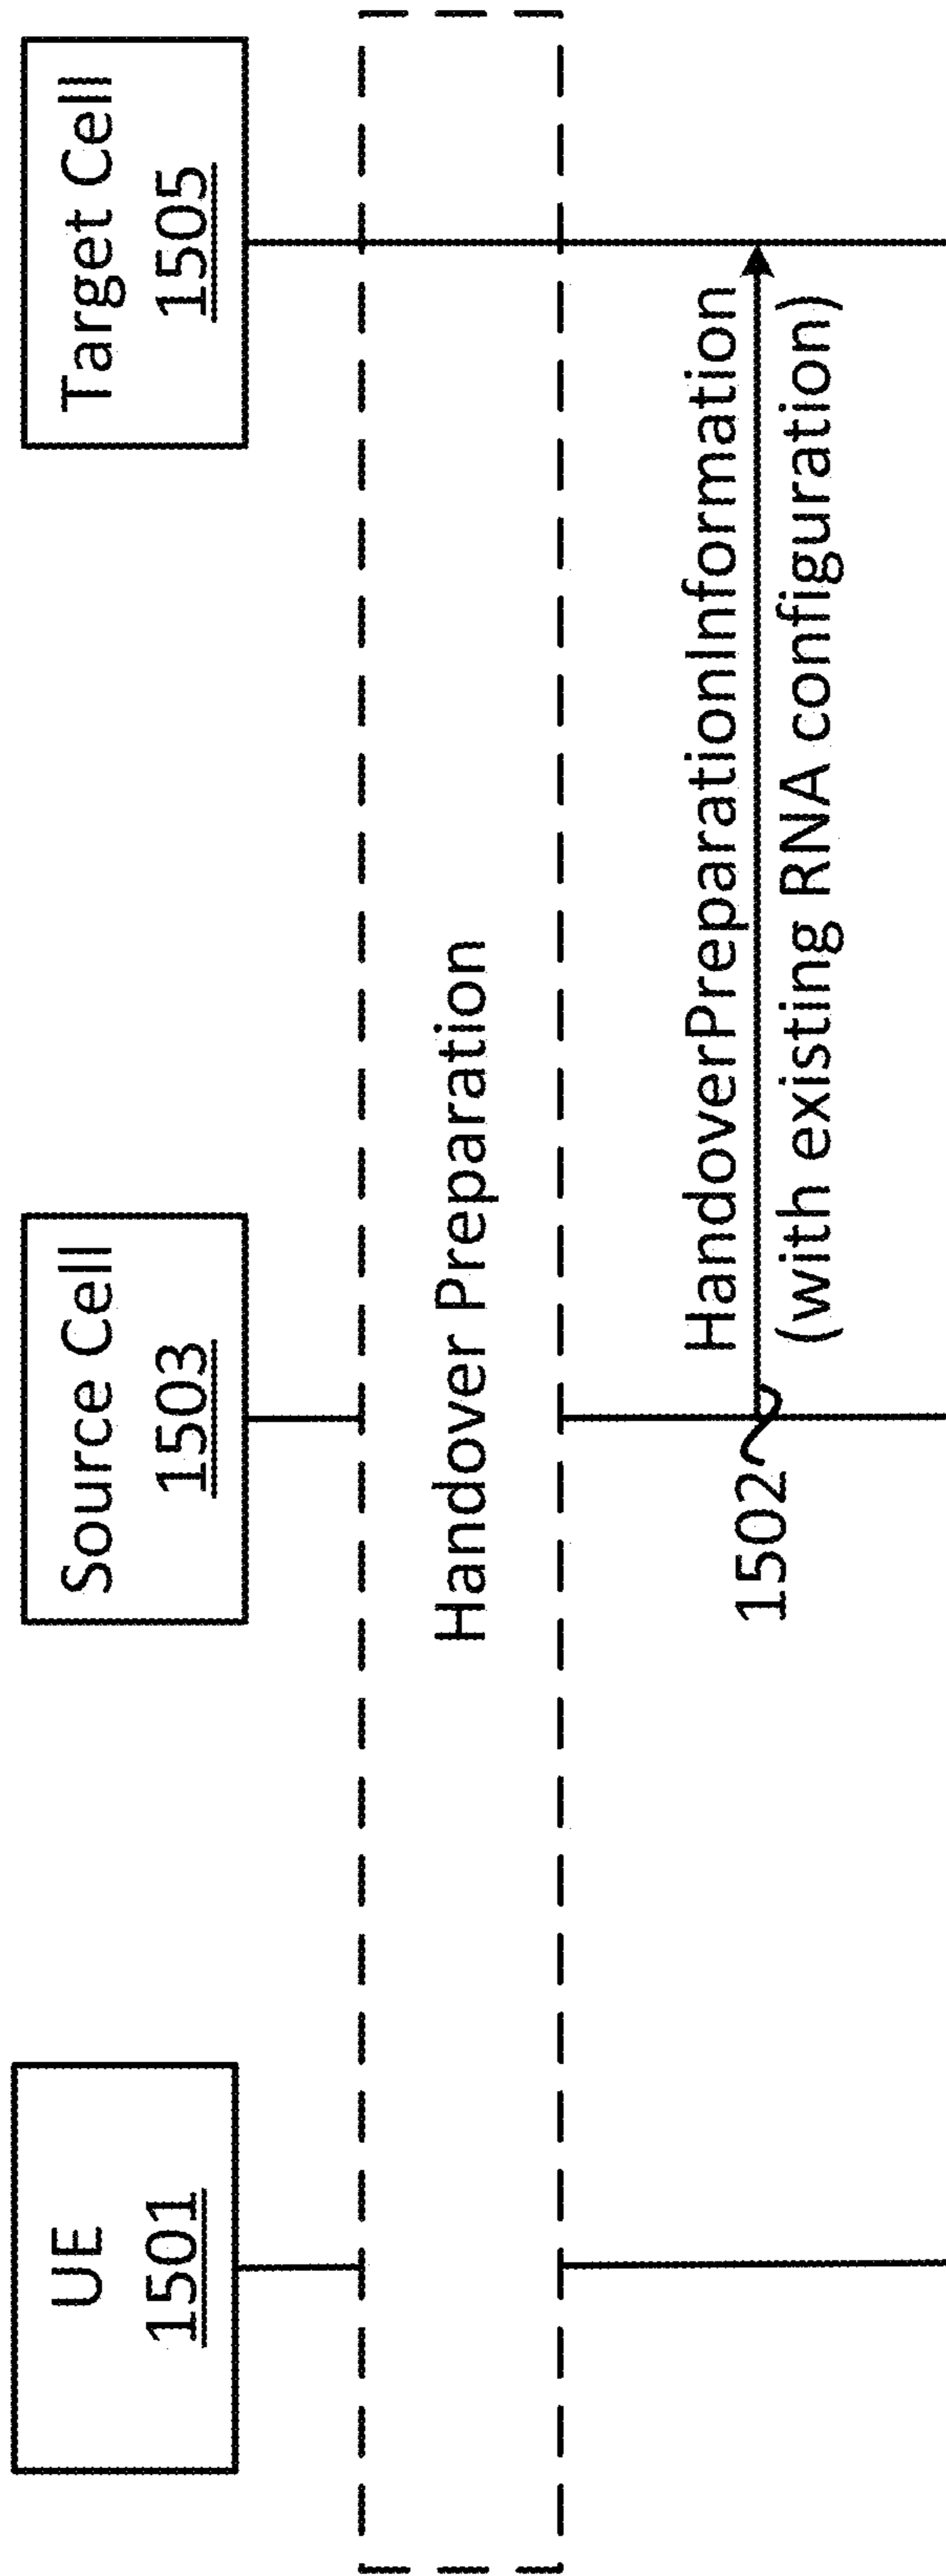 UE
1501
Source Cell
1503
Target Cell
1505
Handover Preparation
HandoverPreparationInformation
1502
(with existing RNA configuration)